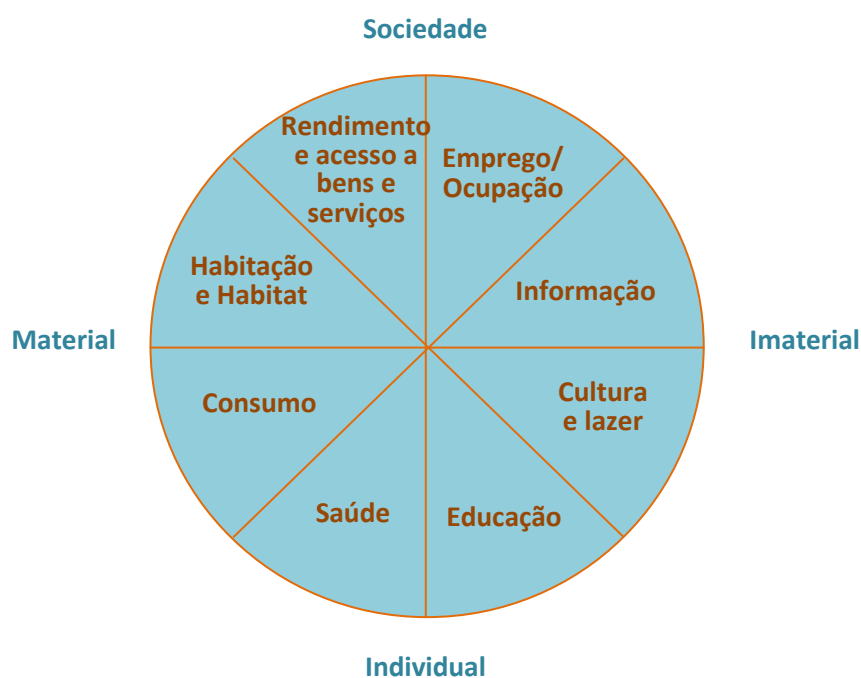 Sociedade
Rendimento
e acesso a
bens e
serviços
Emprego/
Ocupação
Habitação
e Habitat
Informação
Material
Imaterial
Consumo
Cultura
e lazer
Saúde
Educação
Individual